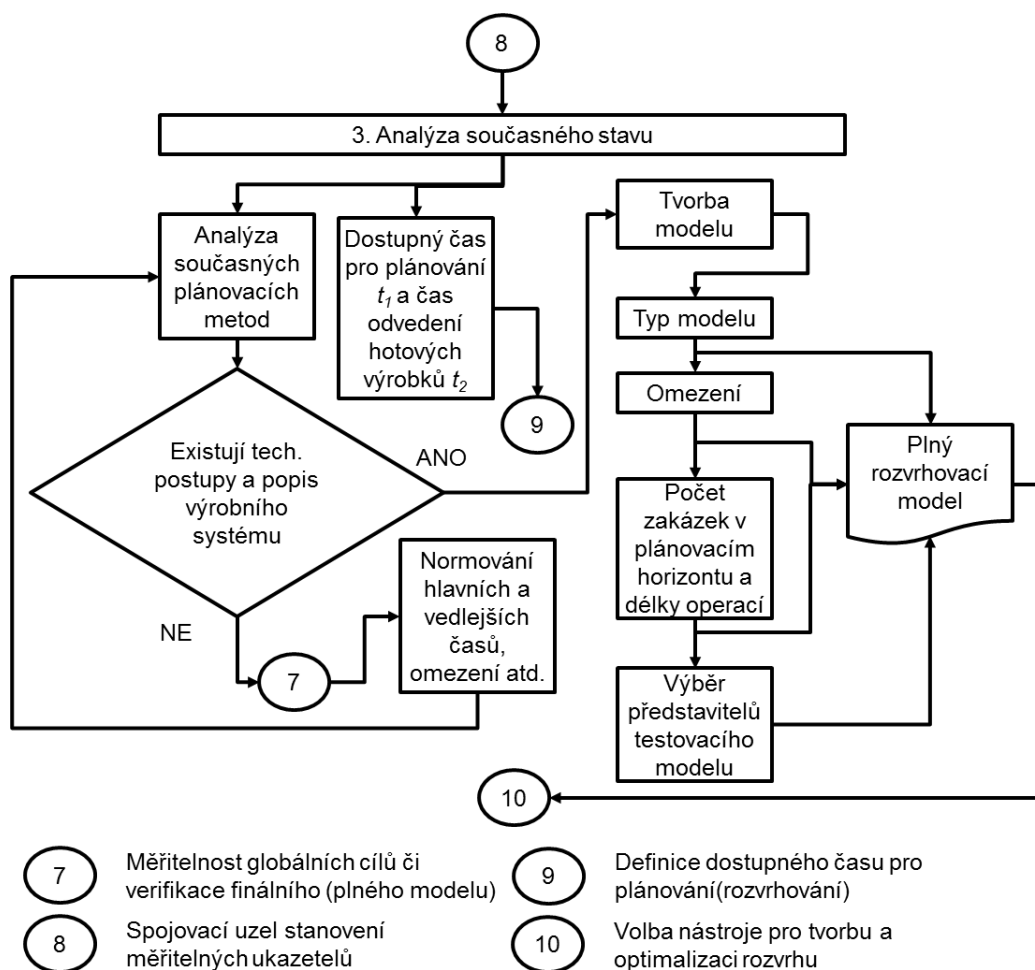 8
3. Analýza současného stavu
Analýza
současných
plánovacích
metod
Dostupný čas
pro plánování
t1 a čas
odvedení
hotových
výrobků t2
9
Tvorba
modelu
Typ modelu
Omezení
Existují tech.
postupy a popis
výrobního
systému
ANO
NE
7
Normování
hlavních a
vedlejších
časů,
omezení atd.
Počet
zakázek v
plánovacím
horizontu a
délky operací
Plný
rozvrhovací
model
Výběr
představitelů
testovacího
modelu
10
7
Měřitelnost globálních cílů či
verifikace finálního (plného modelu)
8
Spojovací uzel stanovení
měřitelných ukazetelů
9
Definice dostupného času pro
plánování(rozvrhování)
10
Volba nástroje pro tvorbu a
optimalizaci rozvrhu